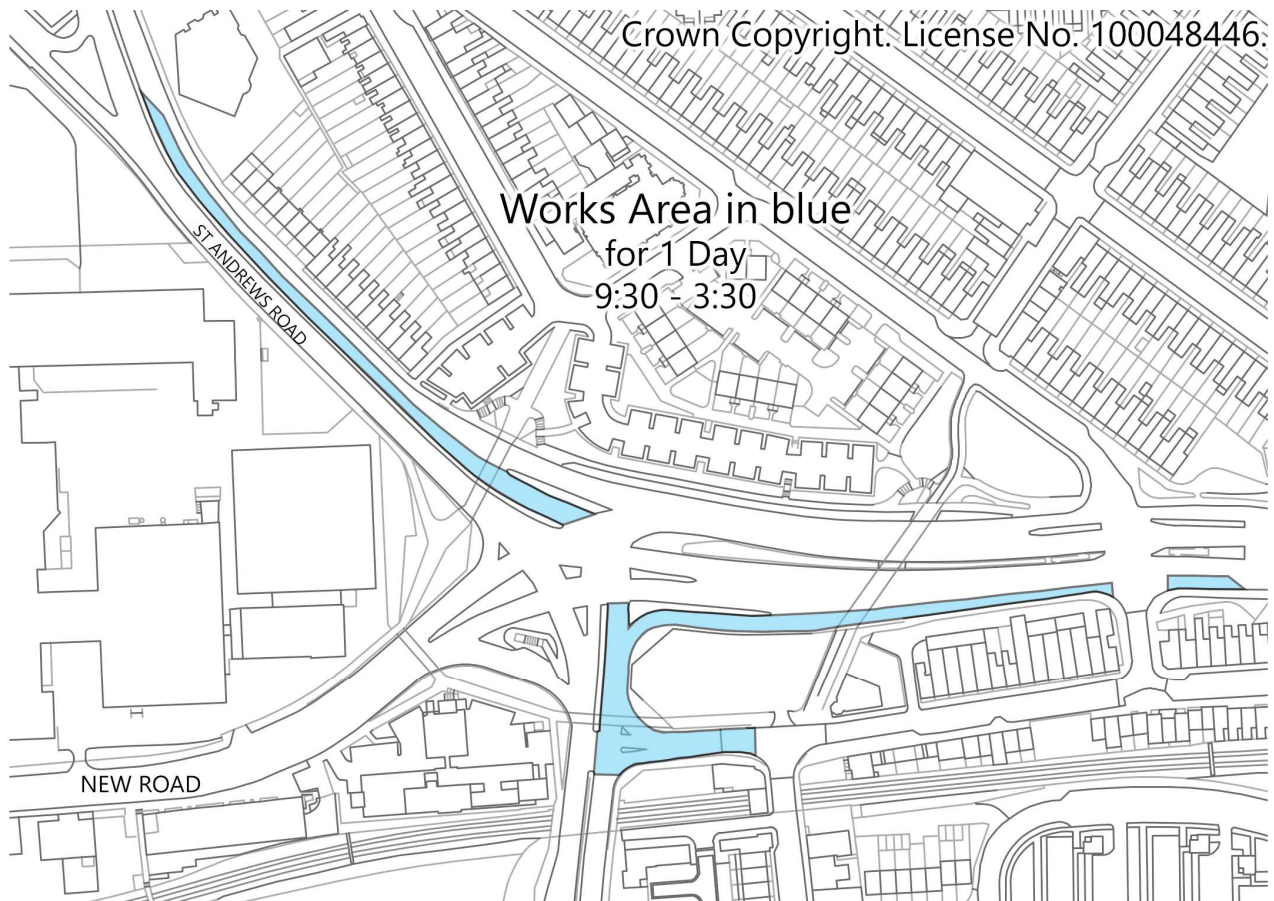 Crown Copyright. License No. 100048446.
Works Area in blue
for 1 Day
9:30 - 3:30
ST ANDREWS ROAD
NEW ROAD